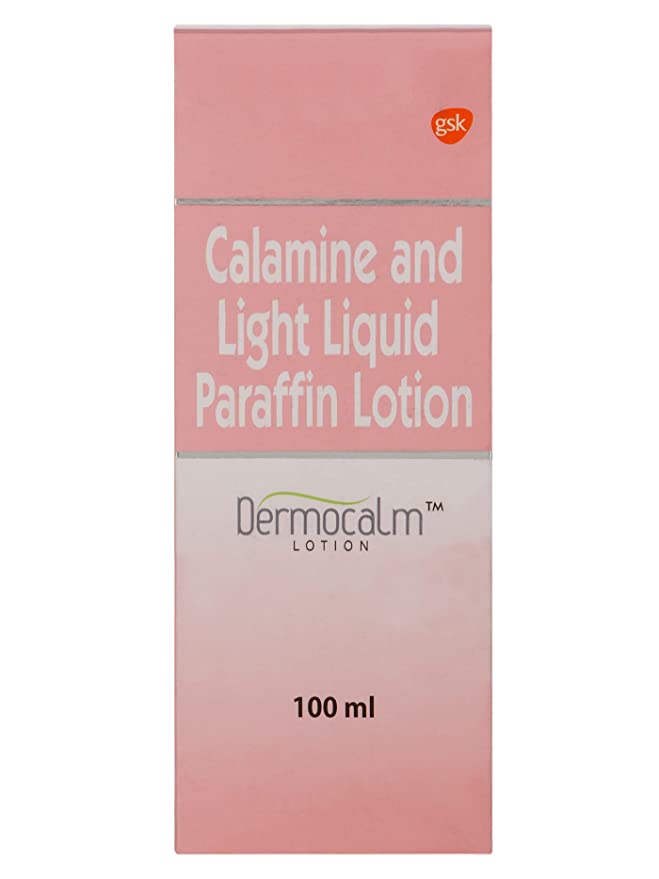 gsk
Calamine and
Light Liquid
Paraffin Lotion
Dermocalm™
LOTION
100 ml